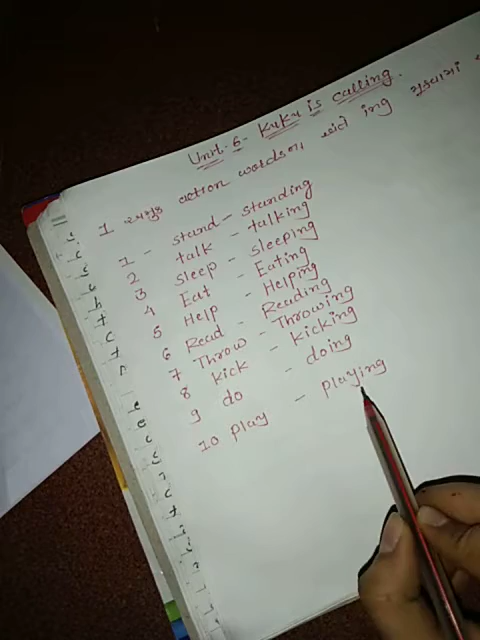 Unit-6- Kuku is calling.
1 action words ing મુકવામાં
1 - stand - standing
2 talk - talking
3 sleep - sleeping
4 Eat - Eating
5 Help - Helping
6 Read - Reading
7 Throw - Throwing
8 kick - kicking
9 do - doing
10 play - playing